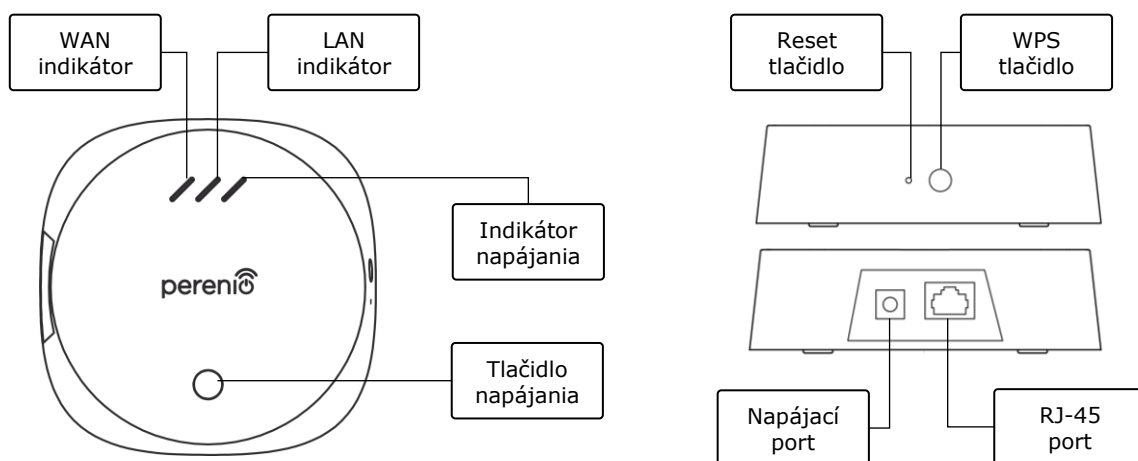 WAN
indikátor
LAN
indikátor
Indikátor
napájania
perenio
Tlačidlo
napájania
Reset
tlačidlo
WPS
tlačidlo
Napájací
port
RJ-45
port